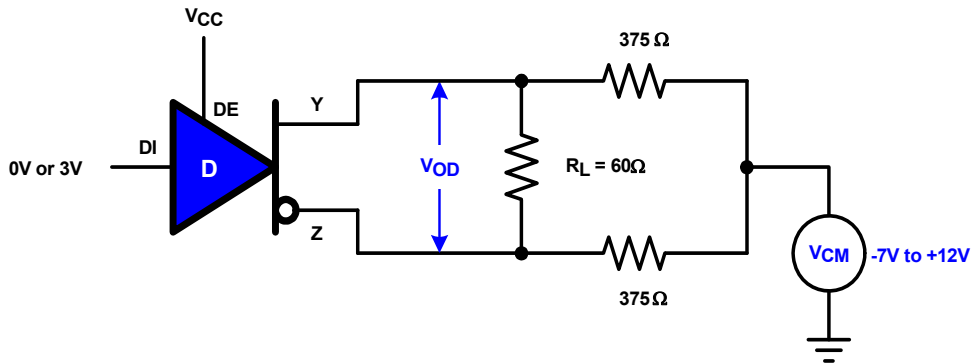 VCC
375 Ω
DE
Y
DI
D
0V or 3V
VOD
RL = 60Ω
Z
VCM
-7V to +12V
375 Ω